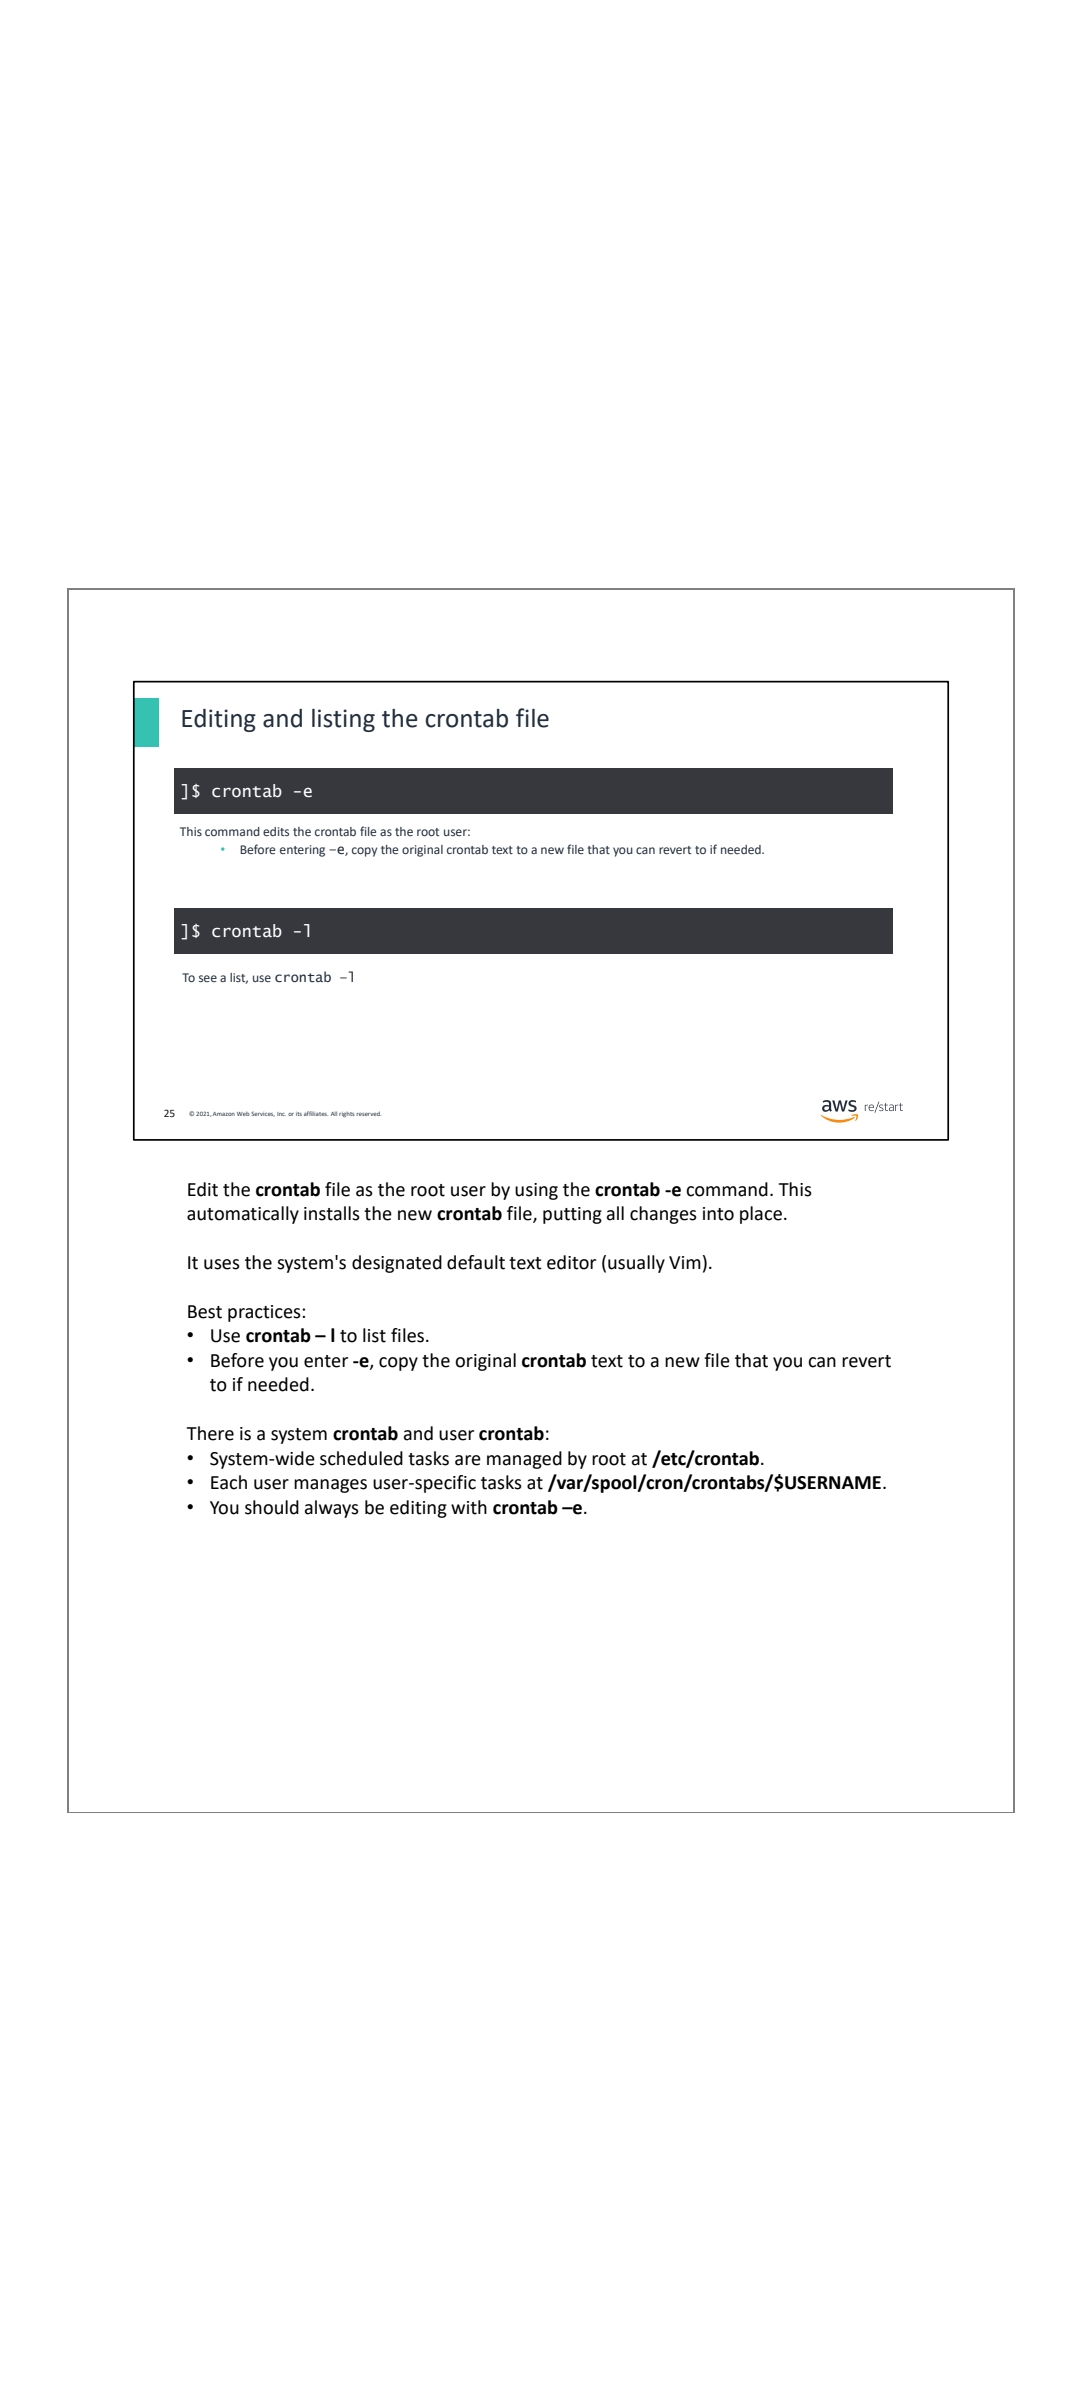 Editing and listing the crontab file
]$ crontab -e
This command edits the crontab file as the root user:
• Before entering –e, copy the original crontab text to a new file that you can revert to if needed.
]$ crontab -l
To see a list, use crontab –l
25 © 2021, Amazon Web Services, Inc. or its affiliates. All rights reserved.
aws re/start
Edit the crontab file as the root user by using the crontab -e command. This
automatically installs the new crontab file, putting all changes into place.
It uses the system's designated default text editor (usually Vim).
Best practices:
• Use crontab – l to list files.
• Before you enter -e, copy the original crontab text to a new file that you can revert
to if needed.
There is a system crontab and user crontab:
• System-wide scheduled tasks are managed by root at /etc/crontab.
• Each user manages user-specific tasks at /var/spool/cron/crontabs/$USERNAME.
• You should always be editing with crontab –e.